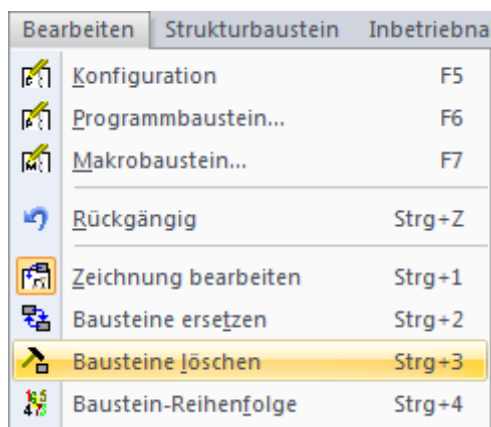 Bearbeiten Strukturbaustein Inbetriebna
Konfiguration F5
Programmbaustein... F6
Makrobaustein... F7
Rückgängig Strg+Z
Zeichnung bearbeiten Strg+1
Bausteine ersetzen Strg+2
Bausteine löschen Strg+3
Baustein-Reihenfolge Strg+4